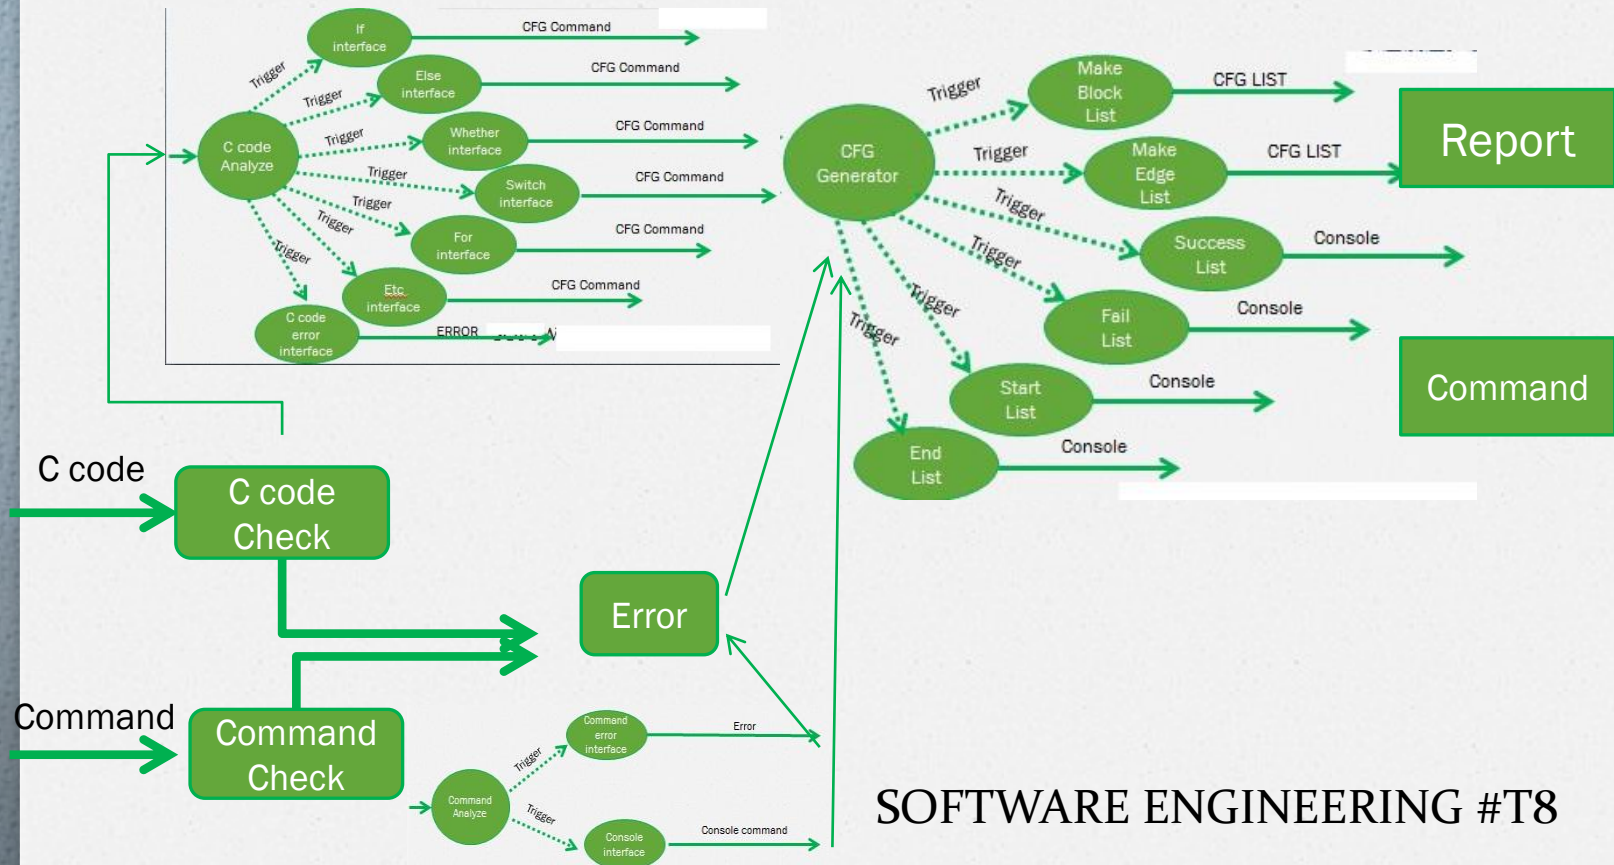 If
interface
CFG Command
Trigger
Else
interface
CFG Command
Trigger
Whether
interface
CFG Command
Trigger
C code
Analyze
Switch
interface
CFG Command
Trigger
For
interface
CFG Command
Trigger
Etc
interface
CFG Command
Trigger
C code
error
interface
ERROR
Trigger
CFG
Generator
Trigger
Make
Block
List
CFG LIST
Trigger
Make
Edge
List
CFG LIST
Trigger
Success
List
Console
Trigger
Fail
List
Console
Trigger
Start
List
Console
Trigger
End
List
Console
Report
Command
C code
C code
Check
Error
Command
Command
Check
Command
Analyze
Trigger
Command
error
interface
Error
Trigger
Console
interface
Console command
SOFTWARE ENGINEERING #T8